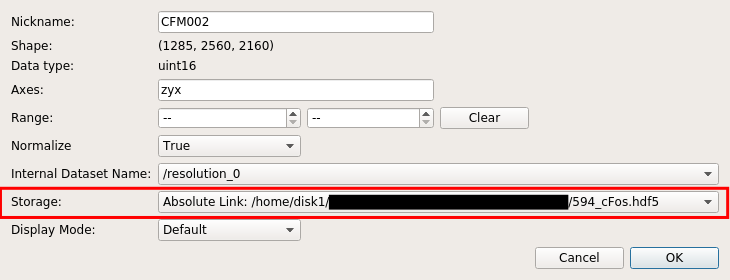 Nickname: CFM002
Shape: (1285, 2560, 2160)
Data type: uint16
Axes: zyx
Range: -- -- Clear
Normalize True
Internal Dataset Name: /resolution_0
Storage: Absolute Link: /home/disk1/ /594_cFos.hdf5
Display Mode: Default
Cancel OK